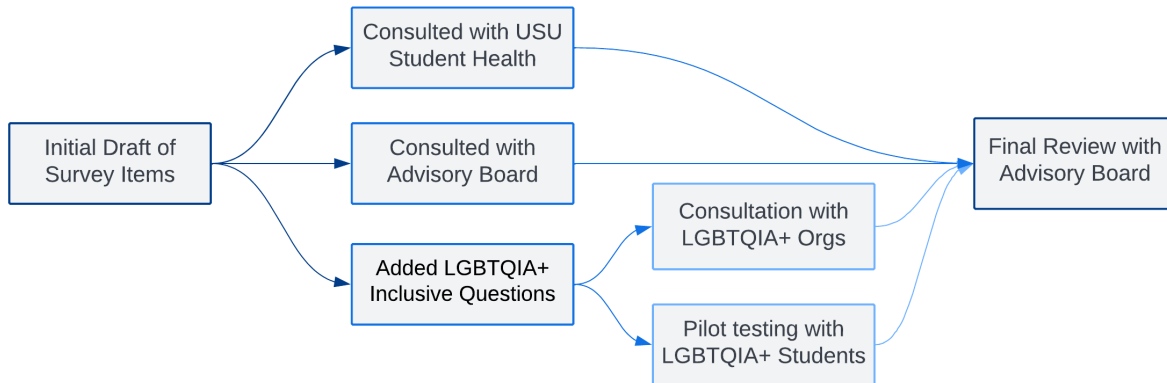 Initial Draft of
Survey Items
Consulted with USU
Student Health
Consulted with
Advisory Board
Added LGBTQIA+
Inclusive Questions
Consultation with
LGBTQIA+ Orgs
Pilot testing with
LGBTQIA+ Students
Final Review with
Advisory Board